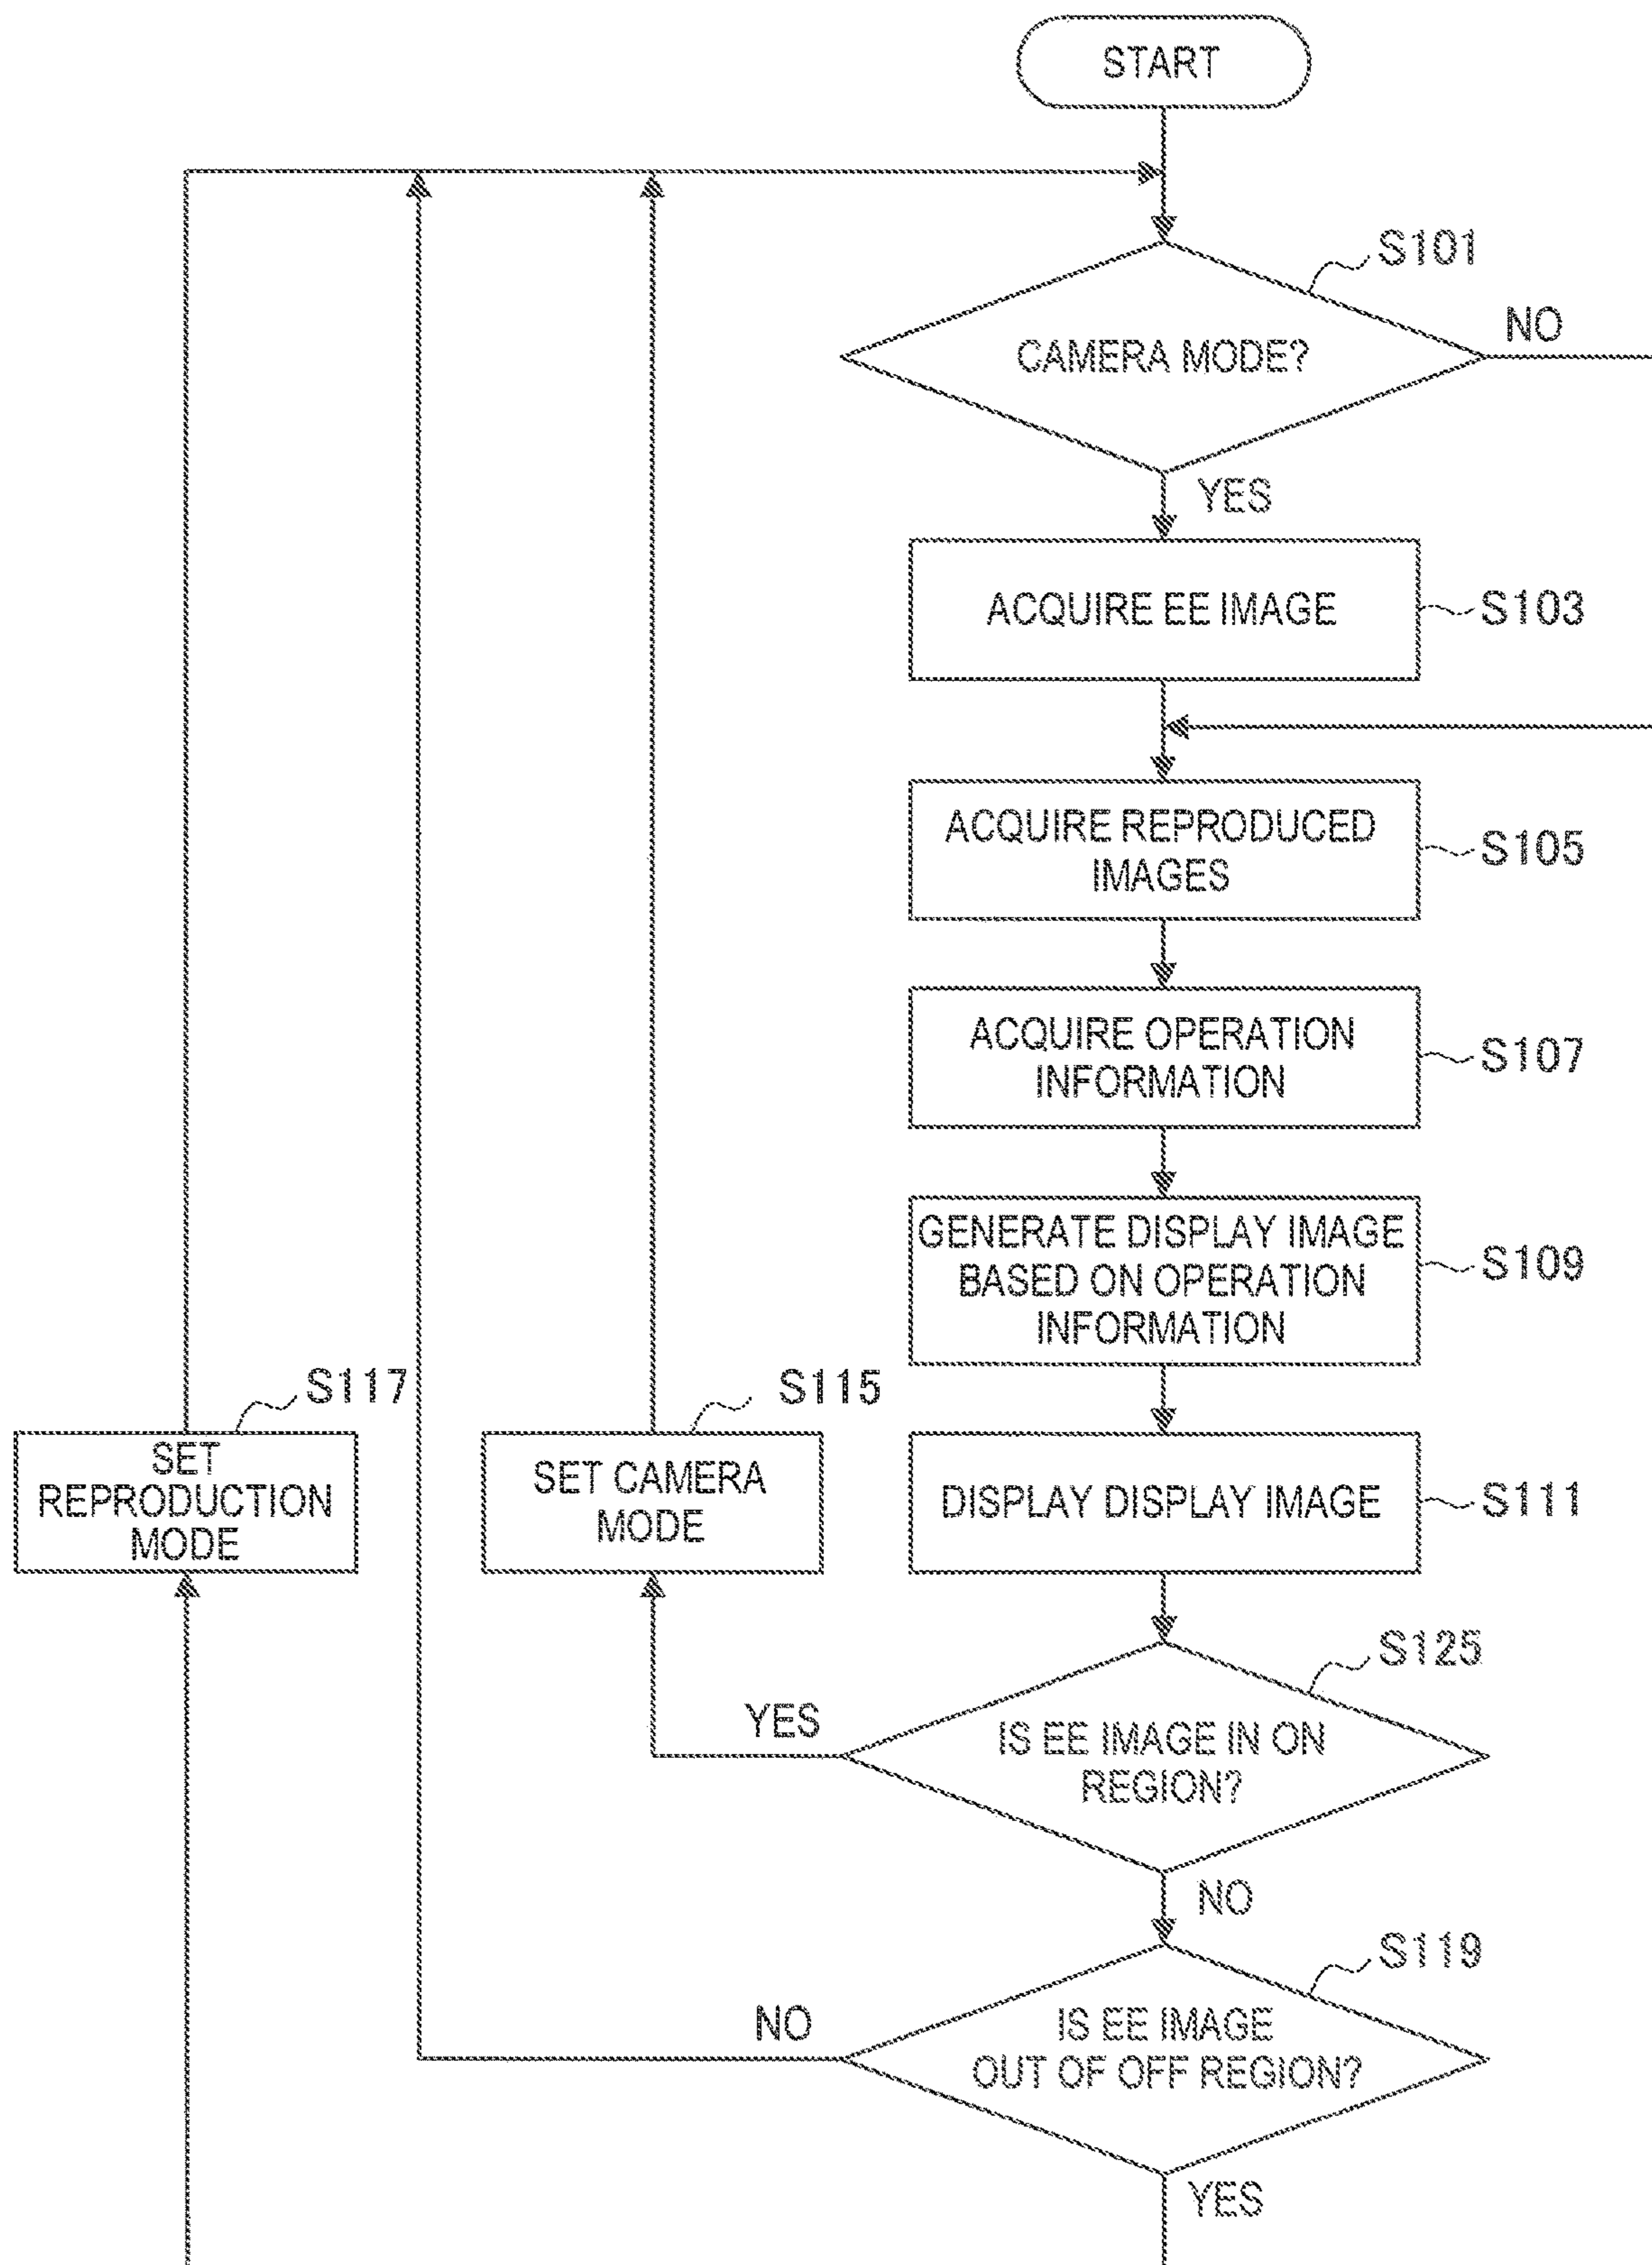 START
S101
CAMERA MODE?
NO
YES
ACQUIRE EE IMAGE
S103
ACQUIRE REPRODUCED
IMAGES
S105
ACQUIRE OPERATION
INFORMATION
S107
GENERATE DISPLAY IMAGE
BASED ON OPERATION
INFORMATION
S109
S117
SET
REPRODUCTION
MODE
S115
SET CAMERA
MODE
DISPLAY DISPLAY IMAGE
S111
S125
YES
IS EE IMAGE IN ON
REGION?
NO
S119
NO
IS EE IMAGE
OUT OF OFF REGION?
YES